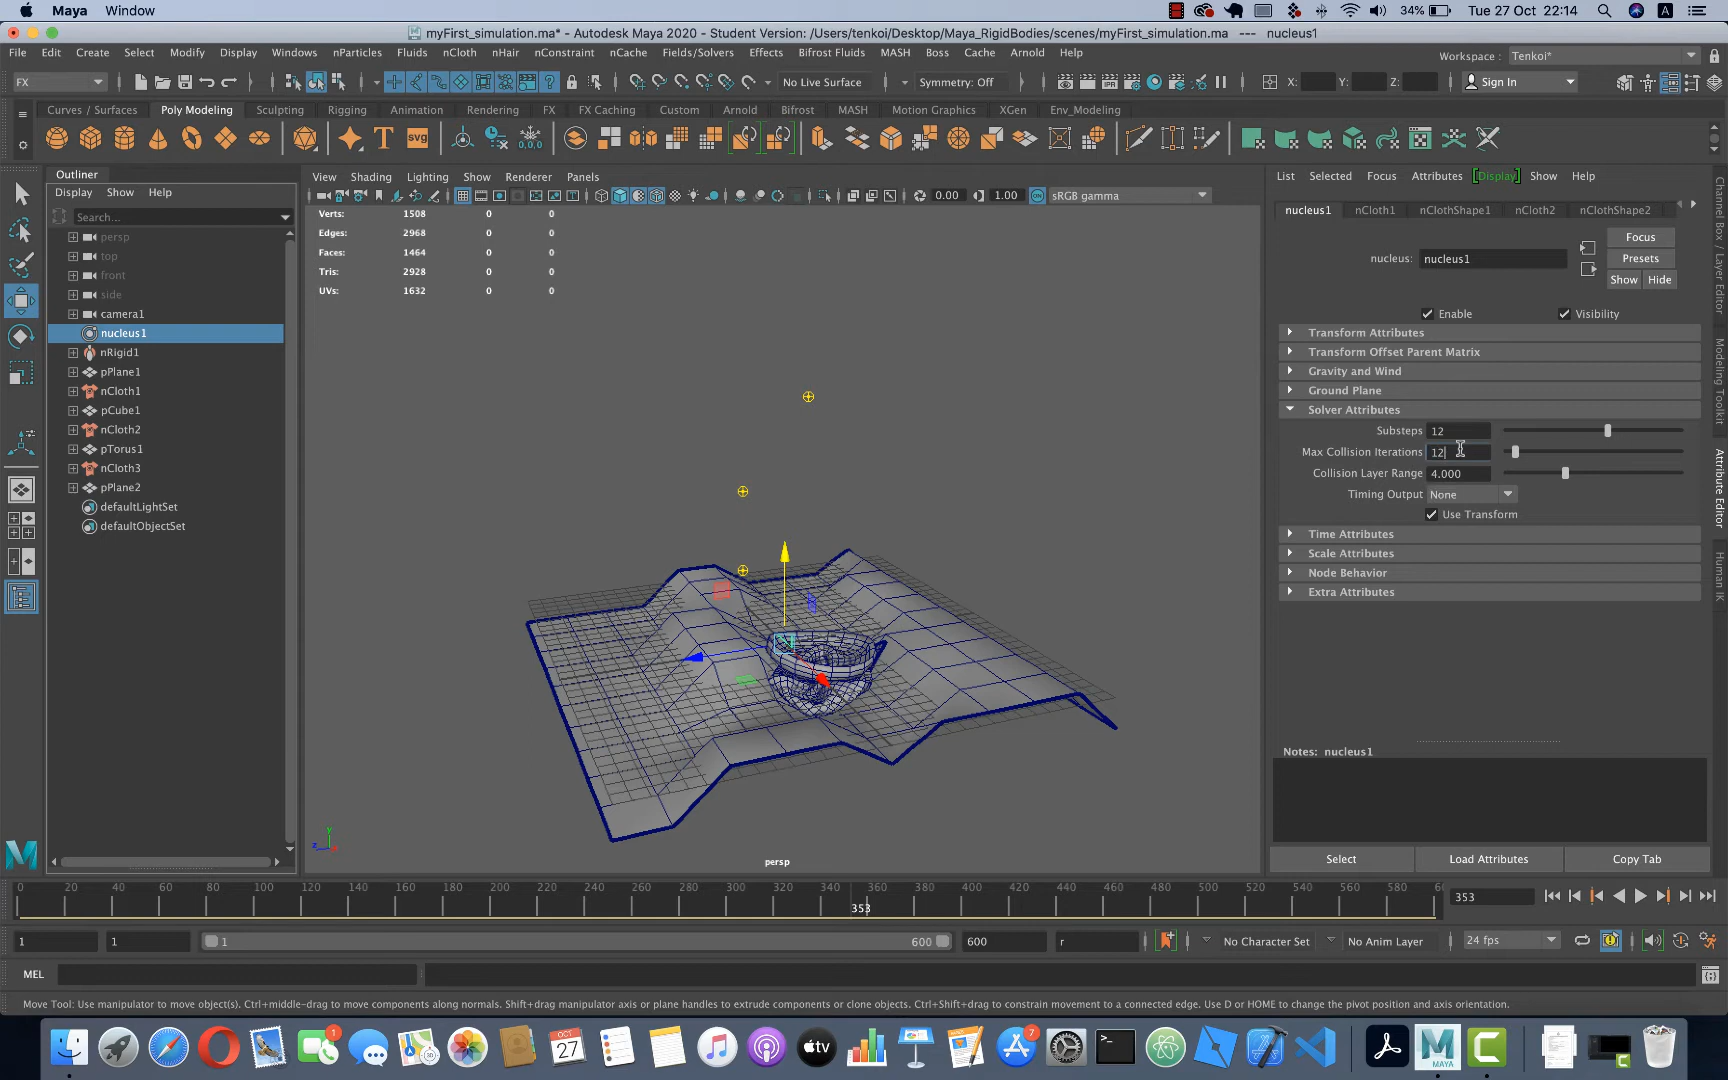 Maya Window 34% Tue 27 Oct 22:14 A
myFirst_simulation.ma* - Autodesk Maya 2020 - Student Version: /Users/tenkoi/Desktop/Maya_RigidBodies/scenes/myFirst_simulation.ma --- nucleus1
File Edit Create Select Modify Display Windows nParticles Fluids nCloth nHair nConstraint nCache Fields/Solvers Effects Bifrost Fluids MASH Boss Cache Arnold Help
Workspace : Tenkoi*
FX No Live Surface Symmetry: Off X: Y: Z: Sign In
Curves / Surfaces Poly Modeling Sculpting Rigging Animation Rendering FX FX Caching Custom Arnold Bifrost MASH Motion Graphics XGen Env_Modeling
T svg 0,0,0
Outliner
Display Show Help
Search...
persp
top
front
side
camera1
nucleus1
nRigid1
pPlane1
nCloth1
pCube1
nCloth2
pTorus1
nCloth3
pPlane2
defaultLightSet
defaultObjectSet
View Shading Lighting Show Renderer Panels
0.00 1.00 ON sRGB gamma
Verts: 1508 0 0
Edges: 2968 0 0
Faces: 1464 0 0
Tris: 2928 0 0
UVs: 1632 0 0
y
z
persp
List Selected Focus Attributes [Display] Show Help
nucleus1 nCloth1 nClothShape1 nCloth2 nClothShape2
nucleus: nucleus1
Focus
Presets
Show Hide
Enable Visibility
Transform Attributes
Transform Offset Parent Matrix
Gravity and Wind
Ground Plane
Solver Attributes
Substeps 12
Max Collision Iterations 12
Collision Layer Range 4.000
Timing Output None
Use Transform
Time Attributes
Scale Attributes
Node Behavior
Extra Attributes
Notes: nucleus1
Select Load Attributes Copy Tab
Channel Box / Layer Editor
Modeling Toolkit
Attribute Editor
Human IK
0 20 40 60 80 100 120 140 160 180 200 220 240 260 280 300 320 340 360 380 400 420 440 460 480 500 520 540 560 580 6
353
353
1 1 1 600 600 r No Character Set No Anim Layer 24 fps
MEL
Move Tool: Use manipulator to move object(s). Ctrl+middle-drag to move components along normals. Shift+drag manipulator axis or plane handles to extrude components or clone objects. Ctrl+Shift+drag to constrain movement to a connected edge. Use D or HOME to change the pivot position and axis orientation.
1 OCT 27 tv 7 >_ M MAYA C